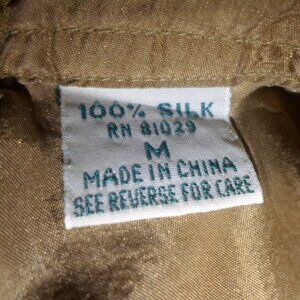 100% SILK
RN 81029
M
MADE IN CHINA
SEE REVERSE FOR CARE